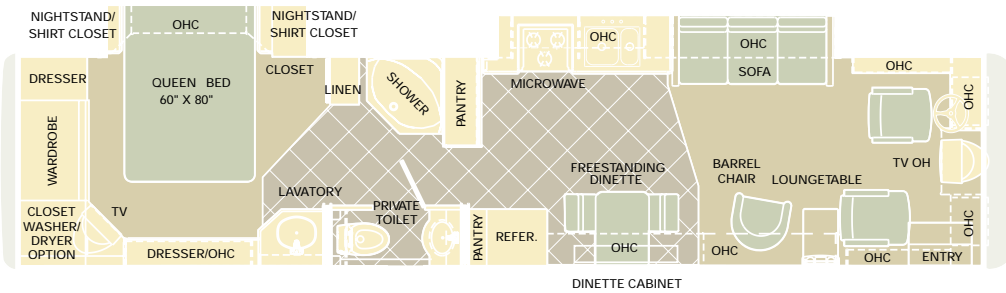 NIGHTSTAND/
SHIRT CLOSET
OHC
NIGHTSTAND/
SHIRT CLOSET
DRESSER
QUEEN BED
60" X 80"
CLOSET
LINEN
SHOWER
PANTRY
WARDROBE
OHC
MICROWAVE
OHC
SOFA
OHC
OHC
TV OH
BARREL
CHAIR
LOUNGETABLE
FREESTANDING
DINETTE
LAVATORY
PRIVATE
TOILET
TV
CLOSET
WASHER/
DRYER
OPTION
DRESSER/OHC
PANTRY
REFER.
OHC
OHC
OHC
OHC
ENTRY
DINETTE CABINET